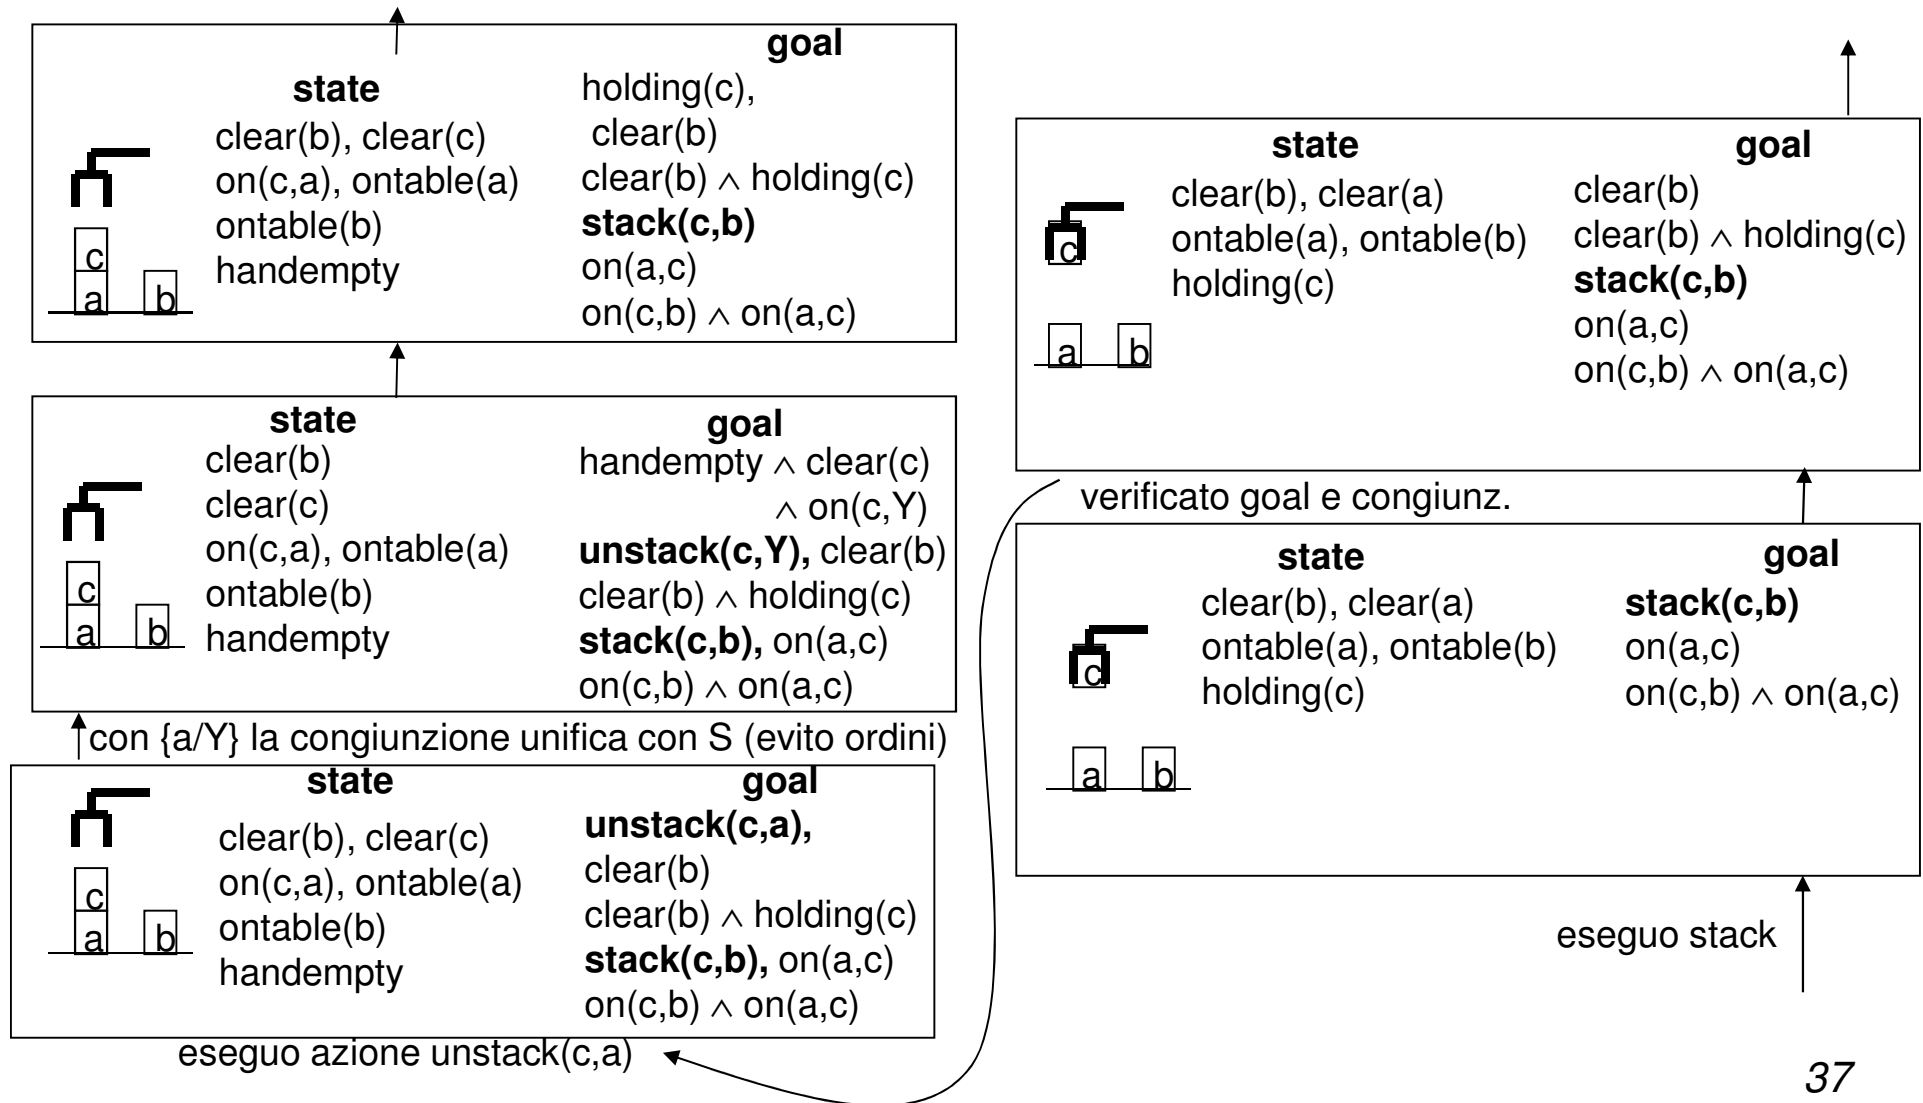 goal
state
holding(c),
clear(b)
clear(b), clear(c)
on(c,a), ontable(a)
ontable(b)
handempty
clear(b) ∧ holding(c)
stack(c,b)
on(a,c)
on(c,b) ∧ on(a,c)
c
a b
state
goal
clear(b)
clear(c)
on(c,a), ontable(a)
ontable(b)
handempty
handempty ∧ clear(c)
∧ on(c,Y)
unstack(c,Y), clear(b)
clear(b) ∧ holding(c)
stack(c,b), on(a,c)
on(c,b) ∧ on(a,c)
c
a b
con {a/Y} la congiunzione unifica con S (evito ordini)
state
goal
clear(b), clear(c)
on(c,a), ontable(a)
ontable(b)
handempty
unstack(c,a),
clear(b)
clear(b) ∧ holding(c)
stack(c,b), on(a,c)
on(c,b) ∧ on(a,c)
c
a b
eseguo azione unstack(c,a)
state
goal
clear(b), clear(a)
ontable(a), ontable(b)
holding(c)
clear(b)
clear(b) ∧ holding(c)
stack(c,b)
on(a,c)
on(c,b) ∧ on(a,c)
c
a b
verificato goal e congiunz.
state
goal
clear(b), clear(a)
ontable(a), ontable(b)
holding(c)
stack(c,b)
on(a,c)
on(c,b) ∧ on(a,c)
c
a b
eseguo stack
37